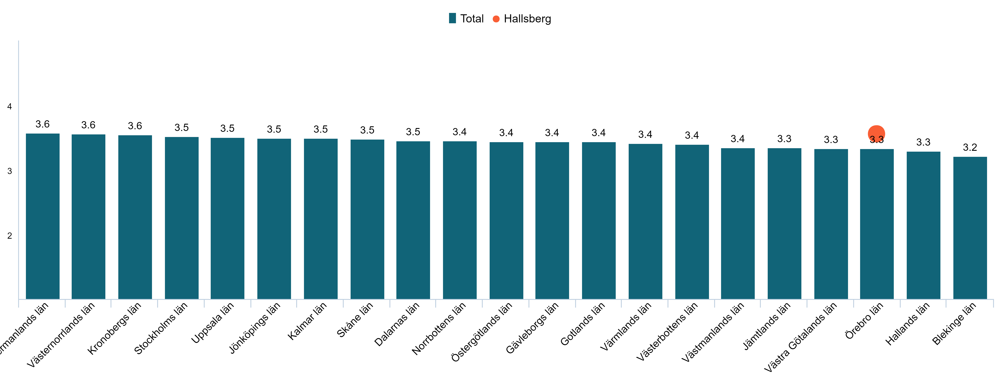 Total Hallsberg
4
3
2
3.6 3.6 3.6 3.5 3.5 3.5 3.5 3.5 3.5 3.4 3.4 3.4 3.4 3.4 3.4 3.4 3.3 3.3 3.3 3.3 3.2
ermanlands län
Västernorrlands län
Kronobergs län
Stockholms län
Uppsala län
Jönköpings län
Kalmar län
Skåne län
Dalarnas län
Norrbottens län
Östergötlands län
Gävleborgs län
Gotlands län
Värmlands län
Västerbottens län
Västmanlands län
Jämtlands län
Västra Götalands län
Örebro län
Hallands län
Blekinge län